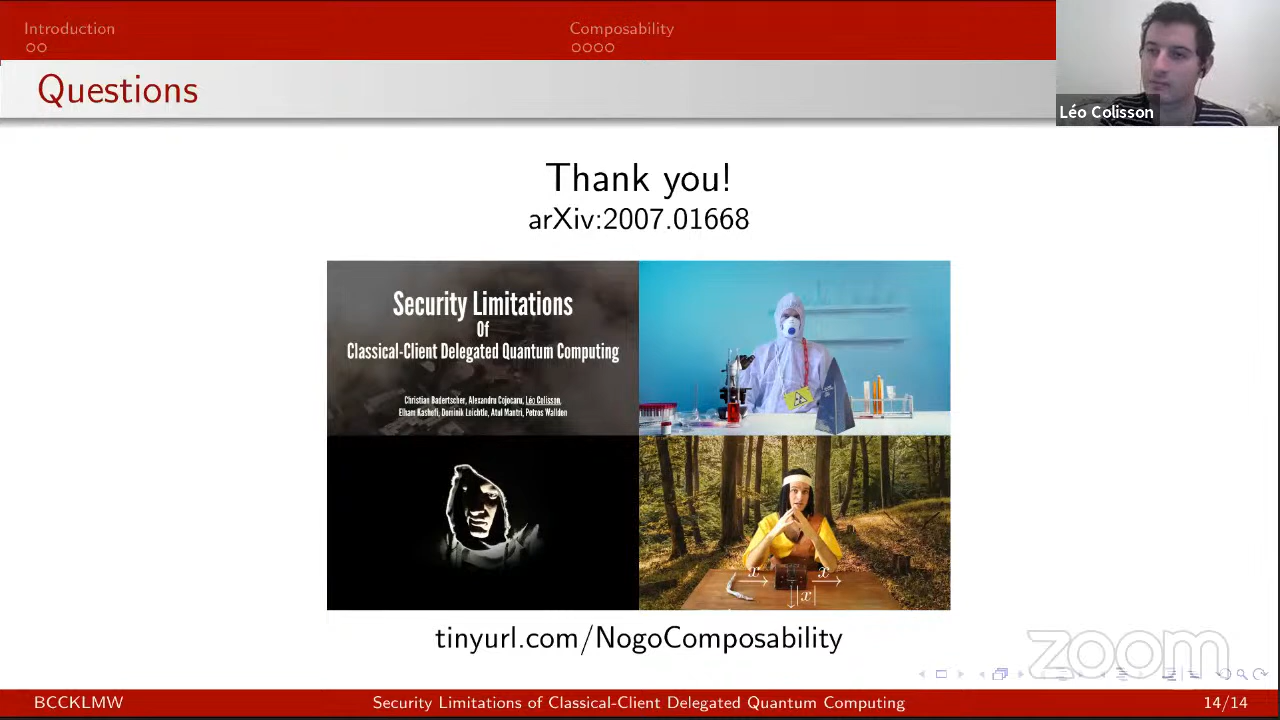 Introduction
Composability
Léo Colisson
Questions
Thank you!
arXiv:2007.01668
Security Limitations
Of
Classical-Client Delegated Quantum Computing
Christian Badertscher, Alexandru Cojocaru, Léo Colisson,
Elham Kashefi, Dominik Leichtle, Atul Mantri, Petros Wallden
x x
|x|
tinyurl.com/NogoComposability
zoom
BCCKLMW
Security Limitations of Classical-Client Delegated Quantum Computing
14/14